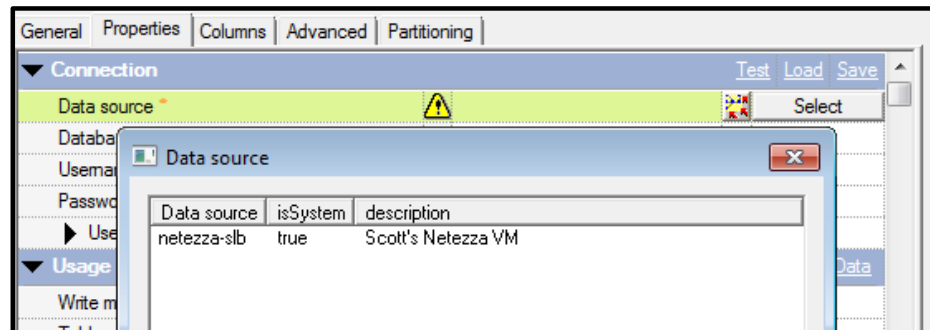 General Properties Columns Advanced Partitioning
Connection Test Load Save
Data source * Select
Databa
Data source
Usernar
Passwo
Data source isSystem description
Use
netezza-slb true Scott's Netezza VM
Usage Data
Write m